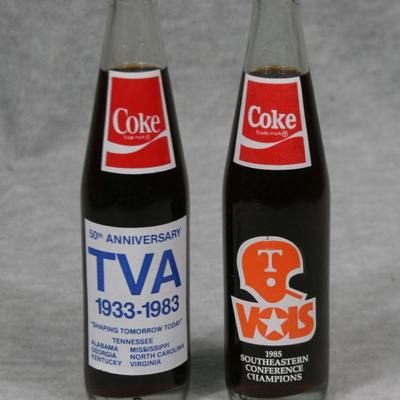 Coke
Trade-mark ®
50th ANNIVERSARY
TVA
1933-1983
"SHAPING TOMORROW TODAY"
TENNESSEE
ALABAMA MISSISSIPPI
GEORGIA NORTH CAROLINA
KENTUCKY VIRGINIA
Coke
Trade-mark ®
T
VOLS
1985
SOUTHEASTERN
CONFERENCE
CHAMPIONS